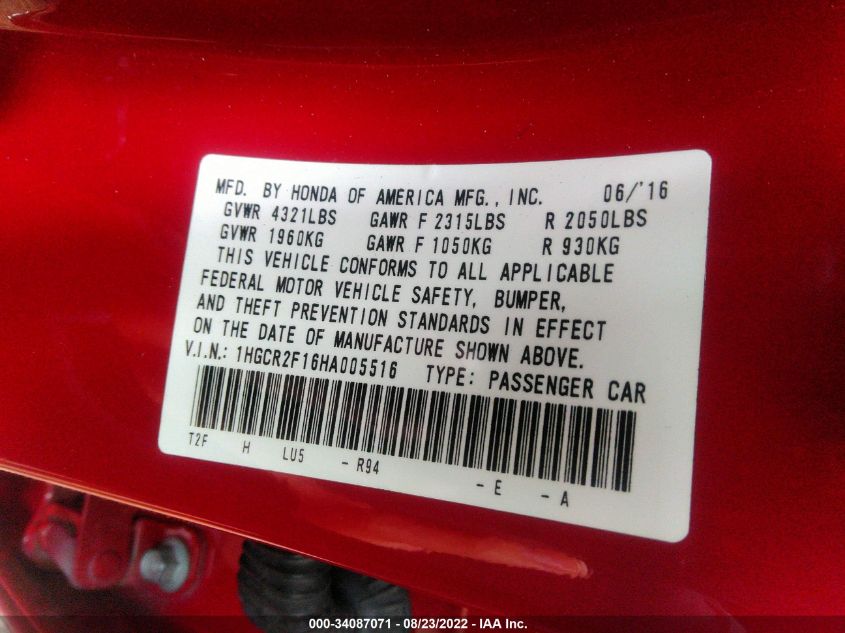 MFD. BY HONDA OF AMERICA MFG., INC. 06/'16
GVWR 4321LBS GAWR F 2315LBS R 2050LBS
GVWR 1960KG GAWR F 1050KG R 930KG
THIS VEHICLE CONFORMS TO ALL APPLICABLE
FEDERAL MOTOR VEHICLE SAFETY, BUMPER,
AND THEFT PREVENTION STANDARDS IN EFFECT
ON THE DATE OF MANUFACTURE SHOWN ABOVE.
V.I.N.: 1HGCR2F16HA005516 TYPE: PASSENGER CAR
T2F H LU5 - R94 - E - A
000-34087071 - 08/23/2022 - IAA Inc.